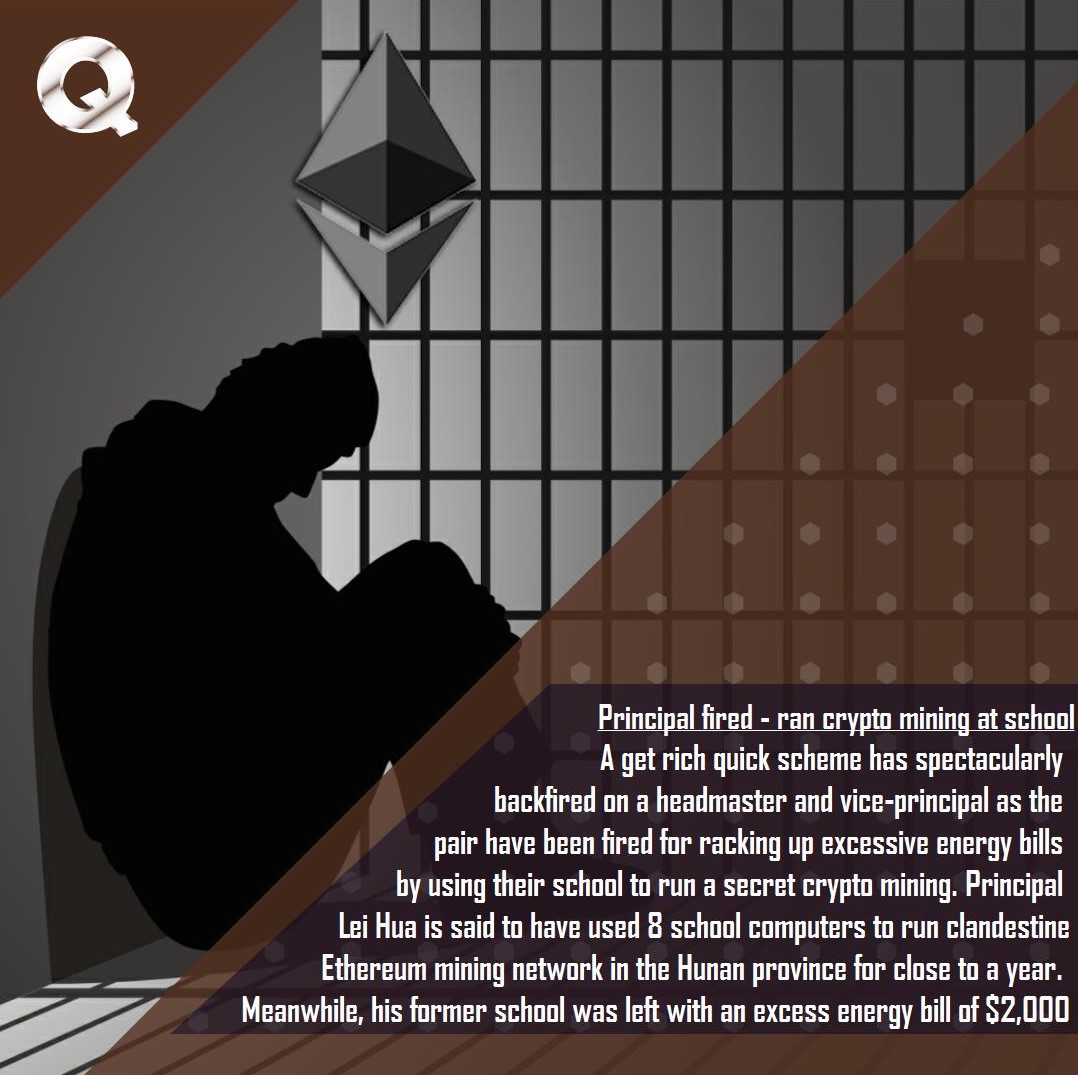 Q
Principal fired - ran crypto mining at school
A get rich quick scheme has spectacularly
backfired on a headmaster and vice-principal as the
pair have been fired for racking up excessive energy bills
by using their school to run a secret crypto mining. Principal
Lei Hua is said to have used 8 school computers to run clandestine
Ethereum mining network in the Hunan province for close to a year.
Meanwhile, his former school was left with an excess energy bill of $2,000